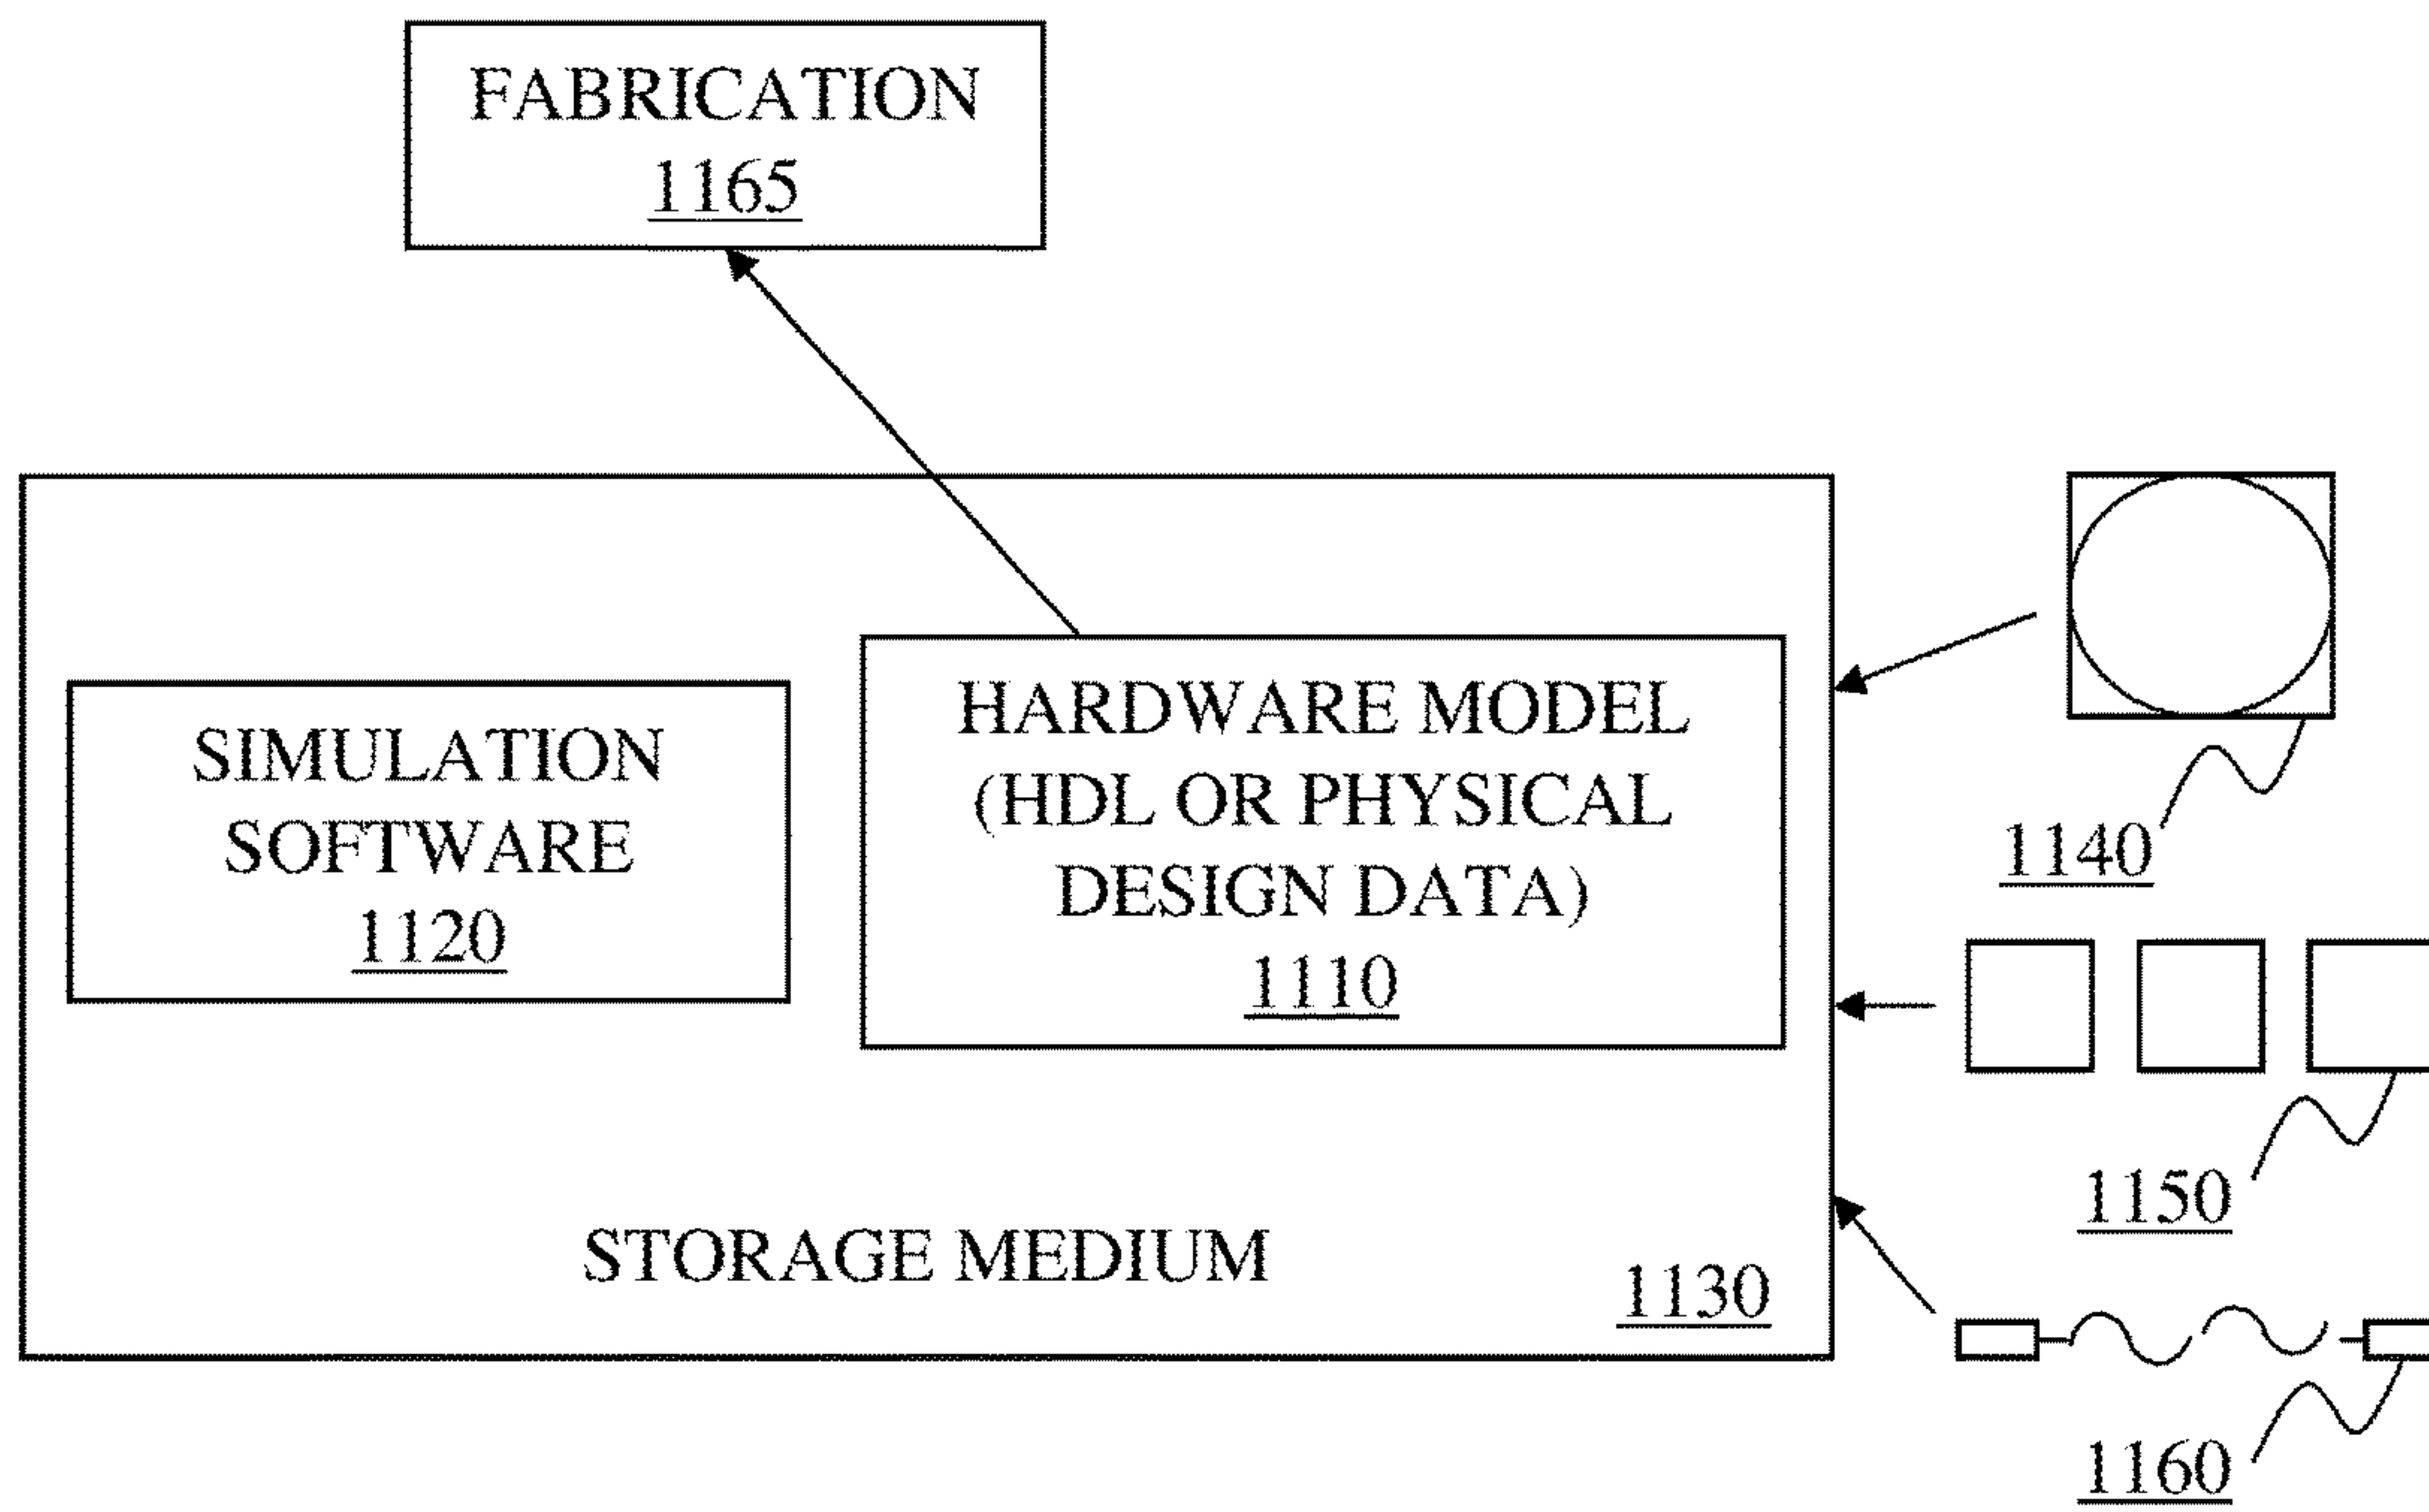 FABRICATION
1165
SIMULATION
SOFTWARE
1120
HARDWARE MODEL
(HDL OR PHYSICAL
DESIGN DATA)
1110
STORAGE MEDIUM
1130
1140
1150
1160